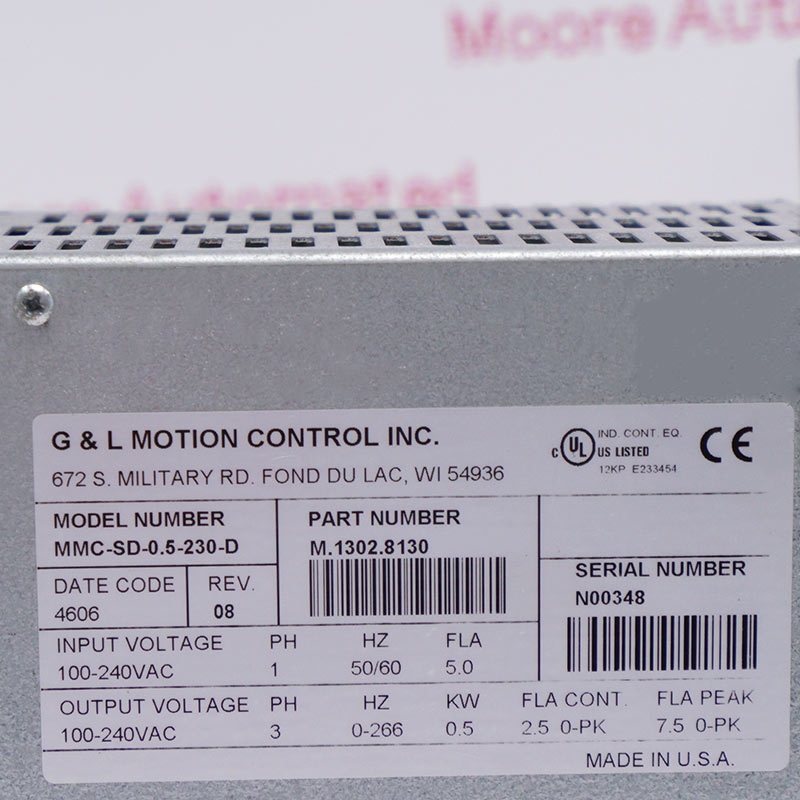 Moore Auto
Automated
G & L MOTION CONTROL INC.
672 S. MILITARY RD. FOND DU LAC, WI 54936
C UL US LISTED
IND. CONT. EQ.
12KP E233454
CE
MODEL NUMBER
MMC-SD-0.5-230-D
PART NUMBER
M.1302.8130
DATE CODE
4606
REV.
08
SERIAL NUMBER
N00348
INPUT VOLTAGE PH HZ FLA
100-240VAC 1 50/60 5.0
OUTPUT VOLTAGE PH HZ KW FLA CONT. FLA PEAK
100-240VAC 3 0-266 0.5 2.5 0-PK 7.5 0-PK
MADE IN U.S.A.